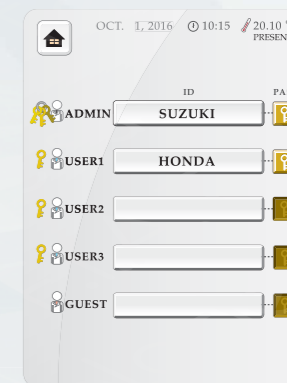 OCT. 1, 2016 10:15 20.10
PRESEN
ID PA
ADMIN SUZUKI
USER1 HONDA
USER2
USER3
GUEST